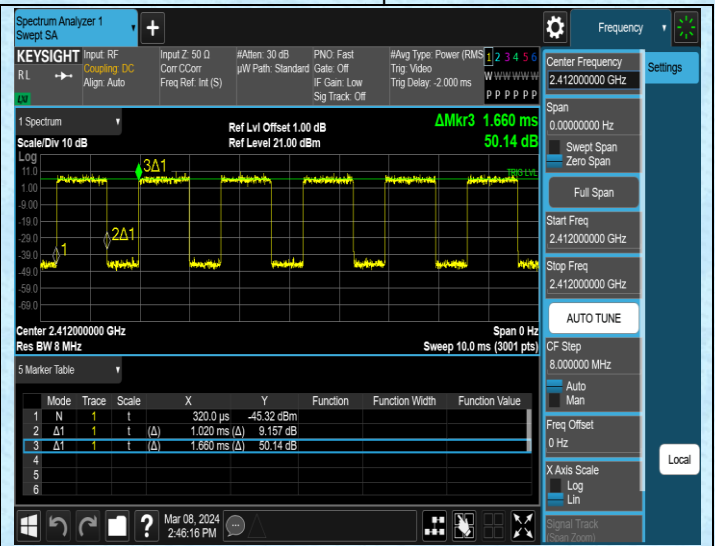 Spectrum Analyzer 1
Swept SA
+
Frequency
KEYSIGHT
RL
Input: RF
Coupling: DC
Align: Auto
Input Z: 50 Ω
Corr CCorr
Freq Ref: Int (S)
#Atten: 30 dB
µW Path: Standard
PNO: Fast
Gate: Off
IF Gain: Low
Sig Track: Off
#Avg Type: Power (RMS
Trig: Video
Trig Delay: -2.000 ms
1 2 3 4 5 6
W W W W W W
P P P P P P
LXI
1 Spectrum
Scale/Div 10 dB
Ref Lvl Offset 1.00 dB
Ref Level 21.00 dBm
ΔMkr3 1.660 ms
50.14 dB
Log
11.0
1.00
-9.00
-19.0
-29.0
-39.0
-49.0
-59.0
-69.0
3Δ1
TRIG LVL
2Δ1
1
Center 2.412000000 GHz
Res BW 8 MHz
Span 0 Hz
Sweep 10.0 ms (3001 pts)
5 Marker Table
Mode Trace Scale X Y Function Function Width Function Value
1 N 1 t 320.0 µs -45.32 dBm
2 Δ1 1 t (Δ) 1.020 ms (Δ) 9.157 dB
3 Δ1 1 t (Δ) 1.660 ms (Δ) 50.14 dB
4
5
6
Mar 08, 2024
2:46:16 PM
Center Frequency
2.412000000 GHz
Span
0.00000000 Hz
Swept Span
Zero Span
Full Span
Start Freq
2.412000000 GHz
Stop Freq
2.412000000 GHz
AUTO TUNE
CF Step
8.000000 MHz
Auto
Man
Freq Offset
0 Hz
X Axis Scale
Log
Lin
Signal Track
(Span Zoom)
Settings
Local